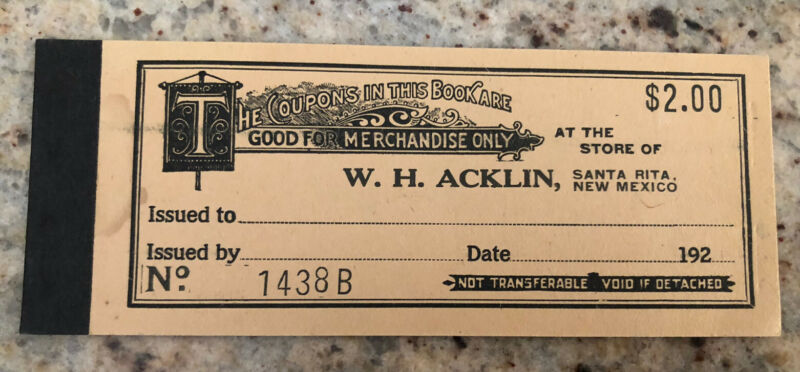 THE COUPONS IN THIS BOOK ARE
$2.00
GOOD FOR MERCHANDISE ONLY
AT THE
STORE OF
W. H. ACKLIN, SANTA RITA,
NEW MEXICO
Issued to
Issued by Date 192
No. 1438B
NOT TRANSFERABLE VOID IF DETACHED